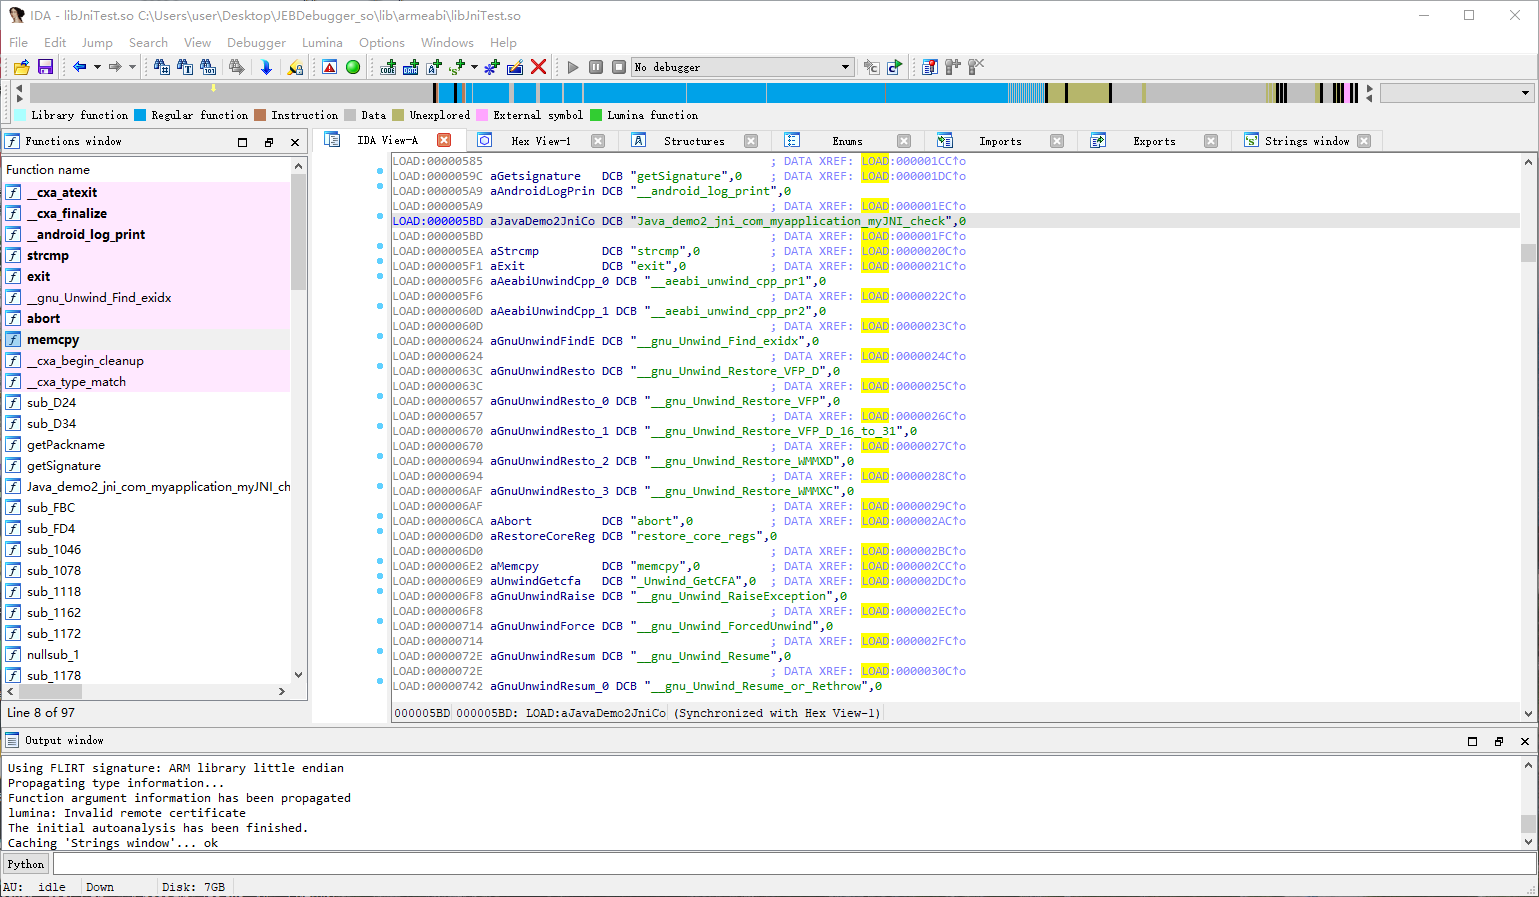 IDA - libJniTest.so C:\Users\user\Desktop\JEBDebugger_so\lib\armeabi\libJniTest.so
File Edit Jump Search View Debugger Lumina Options Windows Help
No debugger
Library function Regular function Instruction Data Unexplored External symbol Lumina function
Functions window
IDA View-A Hex View-1 Structures Enums Imports Exports Strings window
Function name
__cxa_atexit
__cxa_finalize
__android_log_print
strcmp
exit
__gnu_Unwind_Find_exidx
abort
memcpy
__cxa_begin_cleanup
__cxa_type_match
sub_D24
sub_D34
getPackname
getSignature
Java_demo2_jni_com_myapplication_myJNI_ch
sub_FBC
sub_FD4
sub_1046
sub_1078
sub_1118
sub_1162
sub_1172
nullsub_1
sub_1178
Line 8 of 97
LOAD:00000585 ; DATA XREF: LOAD:000001CC↑o
LOAD:0000059C aGetsignature DCB "getSignature",0 ; DATA XREF: LOAD:000001DC↑o
LOAD:000005A9 aAndroidLogPrin DCB "__android_log_print",0
LOAD:000005A9 ; DATA XREF: LOAD:000001EC↑o
LOAD:000005BD aJavaDemo2JniCo DCB "Java_demo2_jni_com_myapplication_myJNI_check",0
LOAD:000005BD ; DATA XREF: LOAD:000001FC↑o
LOAD:000005EA aStrcmp DCB "strcmp",0 ; DATA XREF: LOAD:0000020C↑o
LOAD:000005F1 aExit DCB "exit",0 ; DATA XREF: LOAD:0000021C↑o
LOAD:000005F6 aAeabiUnwindCpp_0 DCB "__aeabi_unwind_cpp_pr1",0
LOAD:000005F6 ; DATA XREF: LOAD:0000022C↑o
LOAD:0000060D aAeabiUnwindCpp_1 DCB "__aeabi_unwind_cpp_pr2",0
LOAD:0000060D ; DATA XREF: LOAD:0000023C↑o
LOAD:00000624 aGnuUnwindFindE DCB "__gnu_Unwind_Find_exidx",0
LOAD:00000624 ; DATA XREF: LOAD:0000024C↑o
LOAD:0000063C aGnuUnwindResto DCB "__gnu_Unwind_Restore_VFP_D",0
LOAD:0000063C ; DATA XREF: LOAD:0000025C↑o
LOAD:00000657 aGnuUnwindResto_0 DCB "__gnu_Unwind_Restore_VFP",0
LOAD:00000657 ; DATA XREF: LOAD:0000026C↑o
LOAD:00000670 aGnuUnwindResto_1 DCB "__gnu_Unwind_Restore_VFP_D_16_to_31",0
LOAD:00000670 ; DATA XREF: LOAD:0000027C↑o
LOAD:00000694 aGnuUnwindResto_2 DCB "__gnu_Unwind_Restore_WMMXD",0
LOAD:00000694 ; DATA XREF: LOAD:0000028C↑o
LOAD:000006AF aGnuUnwindResto_3 DCB "__gnu_Unwind_Restore_WMMXC",0
LOAD:000006AF ; DATA XREF: LOAD:0000029C↑o
LOAD:000006CA aAbort DCB "abort",0 ; DATA XREF: LOAD:000002AC↑o
LOAD:000006D0 aRestoreCoreReg DCB "restore_core_regs",0
LOAD:000006D0 ; DATA XREF: LOAD:000002BC↑o
LOAD:000006E2 aMemcpy DCB "memcpy",0 ; DATA XREF: LOAD:000002CC↑o
LOAD:000006E9 aUnwindGetcfa DCB "_Unwind_GetCFA",0 ; DATA XREF: LOAD:000002DC↑o
LOAD:000006F8 aGnuUnwindRaise DCB "__gnu_Unwind_RaiseException",0
LOAD:000006F8 ; DATA XREF: LOAD:000002EC↑o
LOAD:00000714 aGnuUnwindForce DCB "__gnu_Unwind_ForcedUnwind",0
LOAD:00000714 ; DATA XREF: LOAD:000002FC↑o
LOAD:0000072E aGnuUnwindResum DCB "__gnu_Unwind_Resume",0
LOAD:0000072E ; DATA XREF: LOAD:0000030C↑o
LOAD:00000742 aGnuUnwindResum_0 DCB "__gnu_Unwind_Resume_or_Rethrow",0
000005BD 000005BD: LOAD:aJavaDemo2JniCo (Synchronized with Hex View-1)
Output window
Using FLIRT signature: ARM library little endian
Propagating type information...
Function argument information has been propagated
lumina: Invalid remote certificate
The initial autoanalysis has been finished.
Caching 'Strings window'... ok
Python
AU: idle Down Disk: 7GB